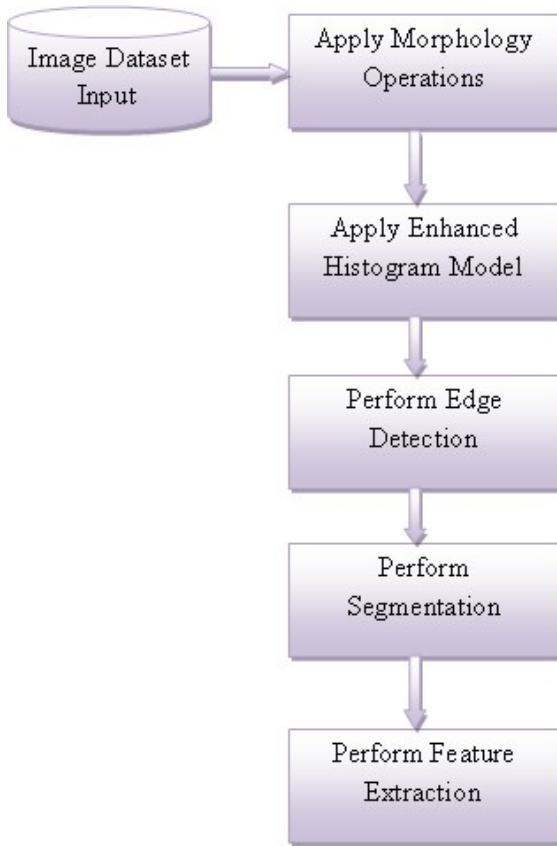 Image Dataset
Input
Apply Morphology
Operations
Apply Enhanced
Histogram Model
Perform Edge
Detection
Perform
Segmentation
Perform Feature
Extraction